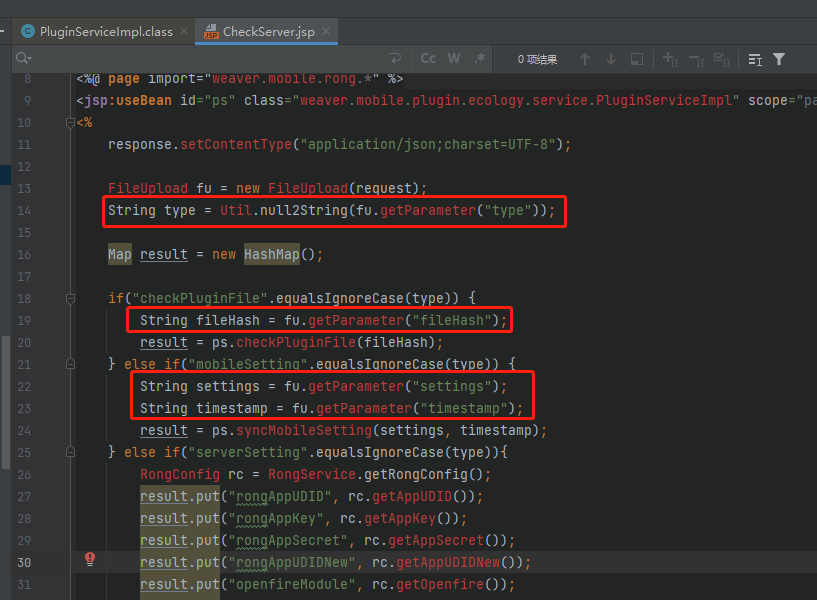 PluginServiceImpl.class
CheckServer.jsp
Cc W .* 0 项结果
8 <%@ page import="weaver.mobile.rong.*" %>
9 <jsp:useBean id="ps" class="weaver.mobile.plugin.ecology.service.PluginServiceImpl" scope="pa
10 <%
11 response.setContentType("application/json;charset=UTF-8");
12
13 FileUpload fu = new FileUpload(request);
14 String type = Util.null2String(fu.getParameter("type"));
15
16 Map result = new HashMap();
17
18 if("checkPluginFile".equalsIgnoreCase(type)) {
19 String fileHash = fu.getParameter("fileHash");
20 result = ps.checkPluginFile(fileHash);
21 } else if("mobileSetting".equalsIgnoreCase(type)) {
22 String settings = fu.getParameter("settings");
23 String timestamp = fu.getParameter("timestamp");
24 result = ps.syncMobileSetting(settings, timestamp);
25 } else if("serverSetting".equalsIgnoreCase(type)){
26 RongConfig rc = RongService.getRongConfig();
27 result.put("rongAppUDID", rc.getAppUDID());
28 result.put("rongAppKey", rc.getAppKey());
29 result.put("rongAppSecret", rc.getAppSecret());
30 result.put("rongAppUDIDNew", rc.getAppUDIDNew());
31 result.put("openfireModule", rc.getOpenfire());